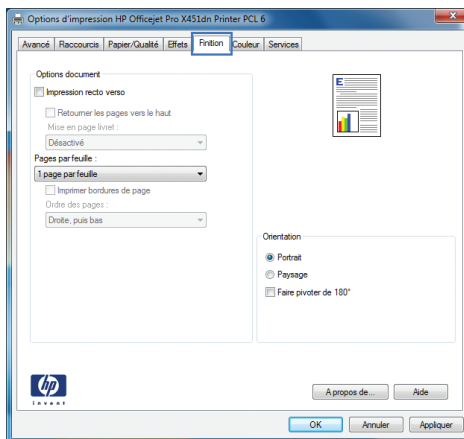 Options d'impression HP Officejet Pro X451dn Printer PCL 6
Avancé Raccourcis Papier/Qualité Effets Finition Couleur Services
Options document
Impression recto verso
Retourner les pages vers le haut
Mise en page livret :
Désactivé
Pages par feuille :
1 page par feuille
Imprimer bordures de page
Ordre des pages :
Droite, puis bas
E
Orientation
Portrait
Paysage
Faire pivoter de 180°
hp
invent
A propos de... Aide
OK Annuler Appliquer